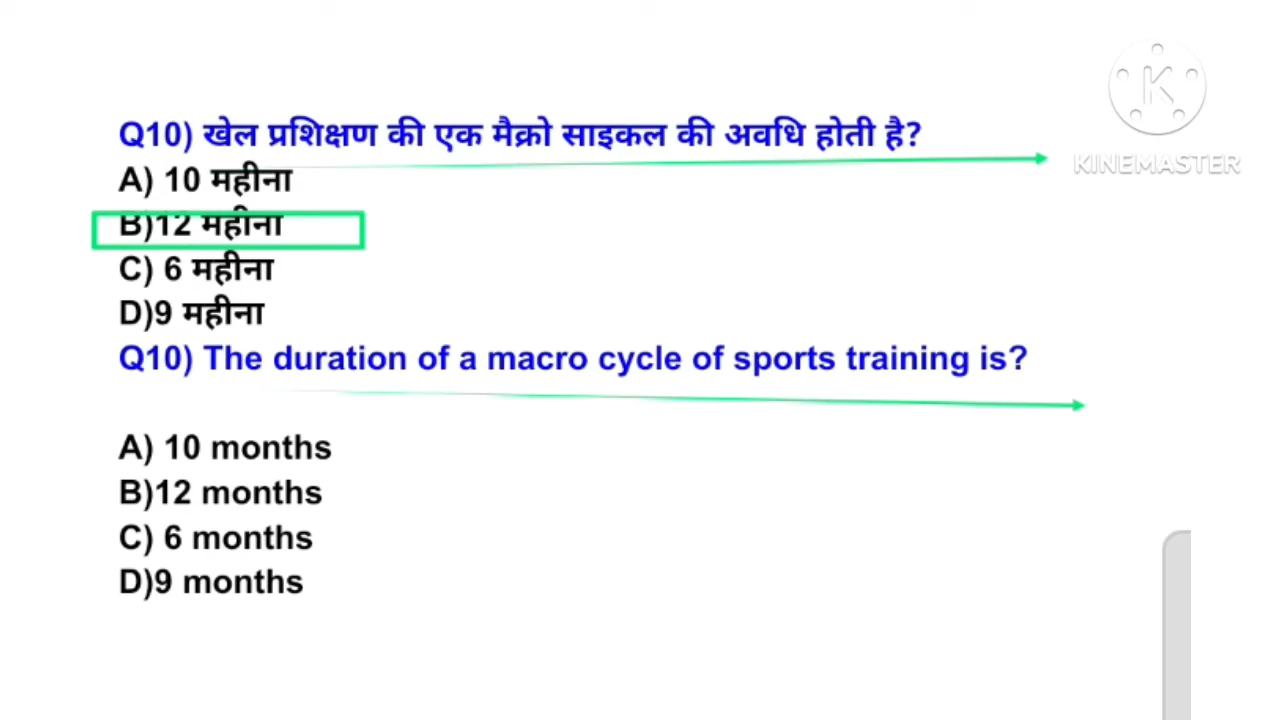 Q10) खेल प्रशिक्षण की एक मैक्रो साइकल की अवधि होती है?
A) 10 महीना
B)12 महीना
C) 6 महीना
D)9 महीना
Q10) The duration of a macro cycle of sports training is?
A) 10 months
B)12 months
C) 6 months
D)9 months
K
KINEMASTER